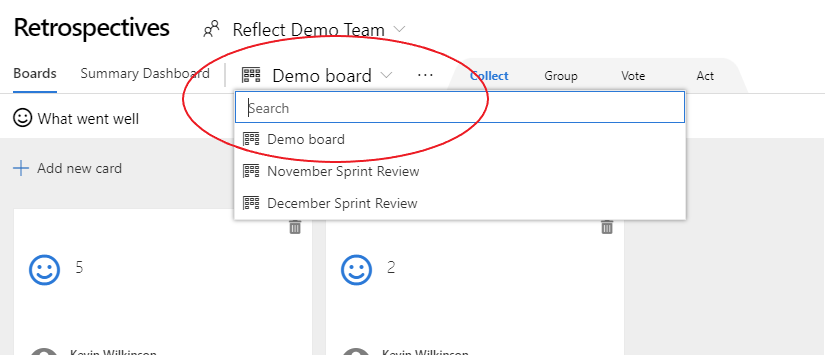 Retrospectives Reflect Demo Team
Boards Summary Dashboard Demo board ... Collect Group Vote Act
Search
What went well
Demo board
Add new card
November Sprint Review
December Sprint Review
5 2
Kevin Wilkinson Kevin Wilkinson